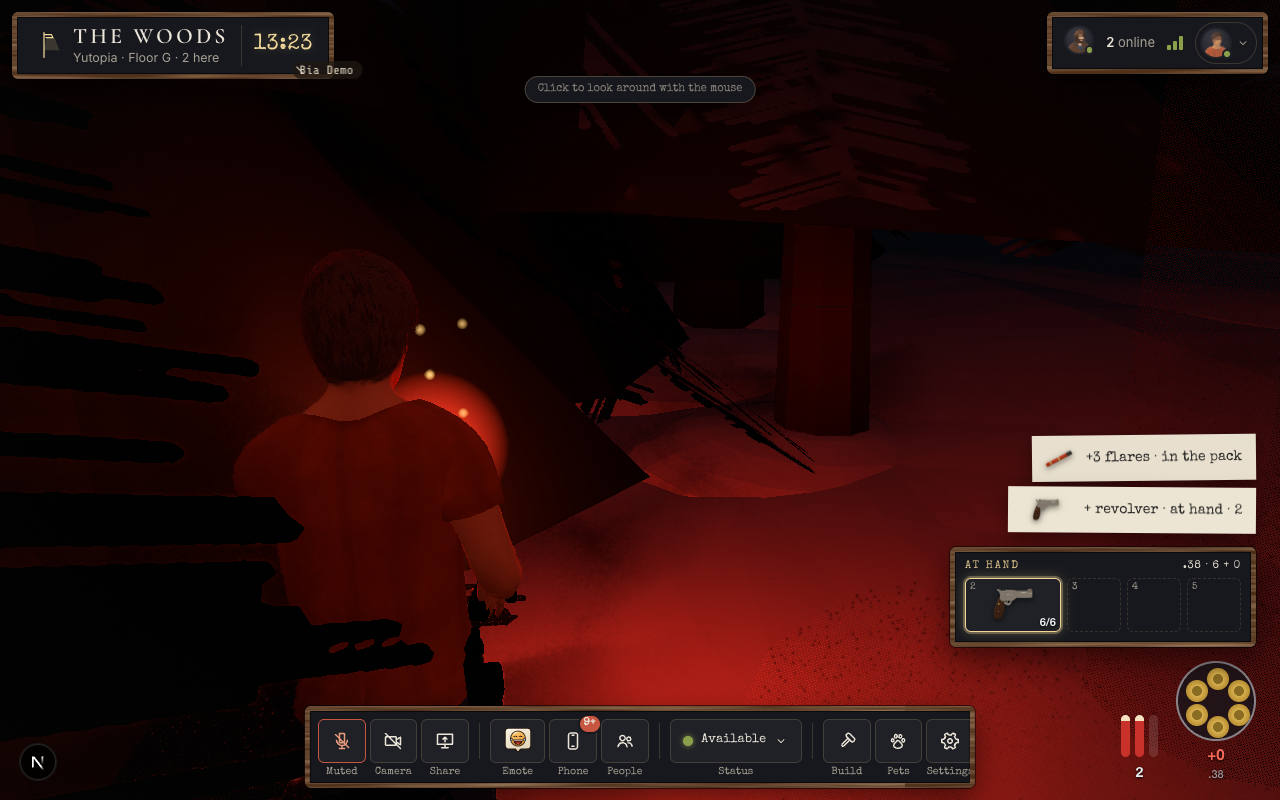 THE WOODS
Yutopia · Floor G · 2 here
13:23
Bia Demo
2 online
Click to look around with the mouse
+3 flares · in the pack
+ revolver · at hand · 2
AT HAND
.38 · 6 + 0
2
6/6
3
4
5
9+
Available
Muted
Camera
Share
Emote
Phone
People
Status
Build
Pets
Setting
N
2
+0
.38